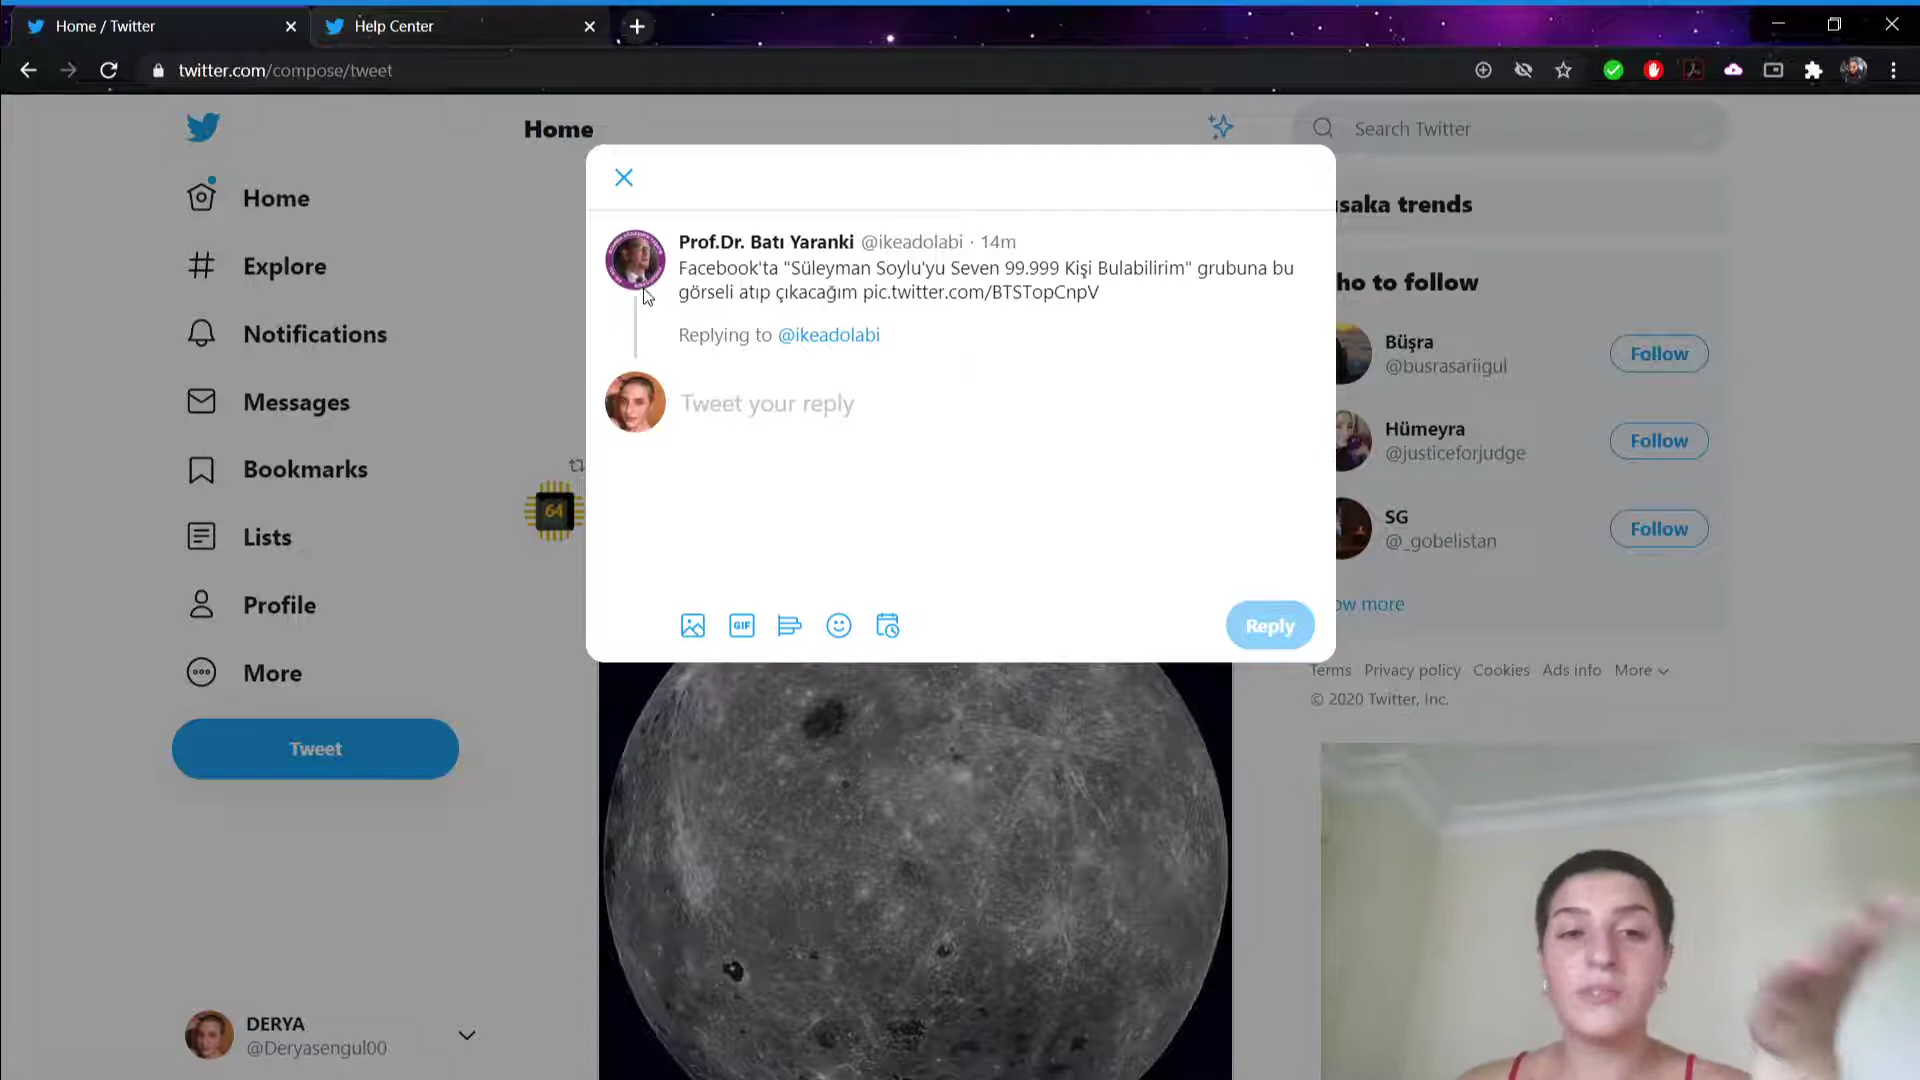 Home / Twitter
Help Center
twitter.com/compose/tweet
Home
Search Twitter
Home
Explore
Notifications
Messages
Bookmarks
Lists
Profile
More
Tweet
DERYA
@Deryasengul00
Prof.Dr. Batı Yaranki @ikeadolabi · 14m
Facebook'ta "Süleyman Soylu'yu Seven 99.999 Kişi Bulabilirim" grubuna bu
görseli atıp çıkacağım pic.twitter.com/BTSTopCnpV
Replying to @ikeadolabi
Tweet your reply
64
GIF
Reply
saka trends
ho to follow
Büşra
@busrasariigul
Follow
Hümeyra
@justiceforjudge
Follow
SG
@_gobelistan
Follow
ow more
Terms Privacy policy Cookies Ads info More
© 2020 Twitter, Inc.